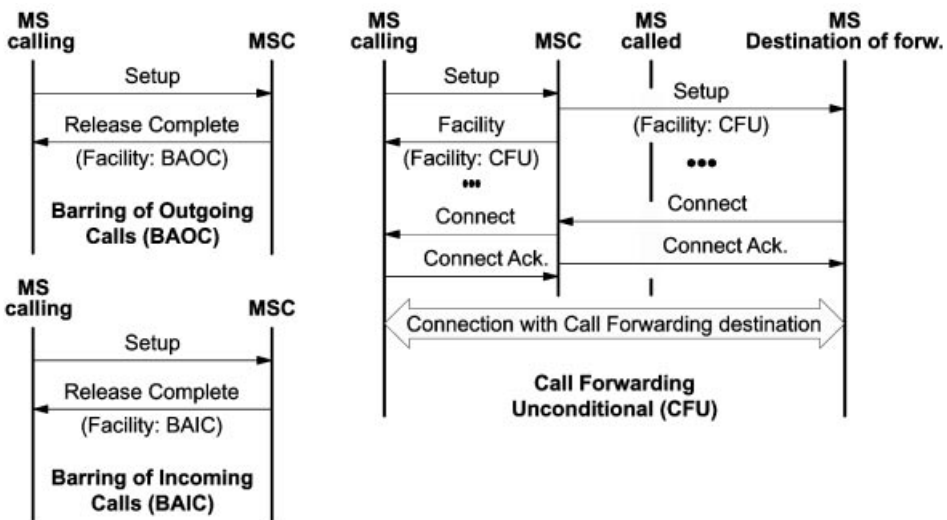 MS
calling
MSC
Setup
Release Complete
(Facility: BAOC)
Barring of Outgoing
Calls (BAOC)
MS
calling
MSC
Setup
Release Complete
(Facility: BAIC)
Barring of Incoming
Calls (BAIC)
MS
calling
MSC
MS
called
MS
Destination of forw.
Setup
Setup
Facility
(Facility: CFU)
(Facility: CFU)
•••
•••
Connect
Connect
Connect Ack.
Connect Ack.
Connection with Call Forwarding destination
Call Forwarding
Unconditional (CFU)